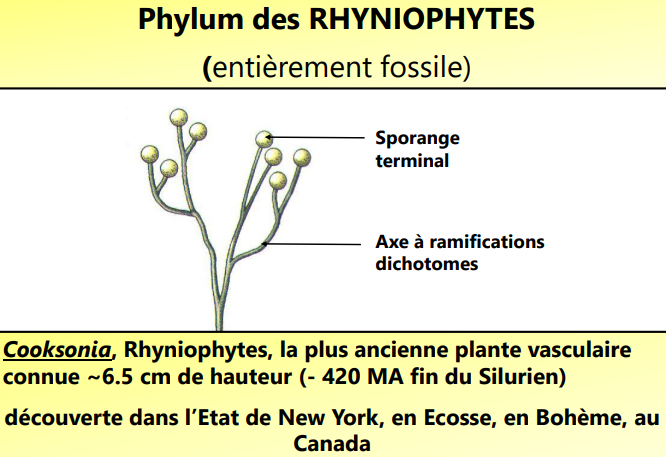 Phylum des RHYNIOPHYTES
(entièrement fossile)
Sporange
terminal
Axe à ramifications
dichotomes
Cooksonia, Rhyniophytes, la plus ancienne plante vasculaire
connue ~6.5 cm de hauteur (- 420 MA fin du Silurien)
découverte dans l'Etat de New York, en Ecosse, en Bohème, au
Canada